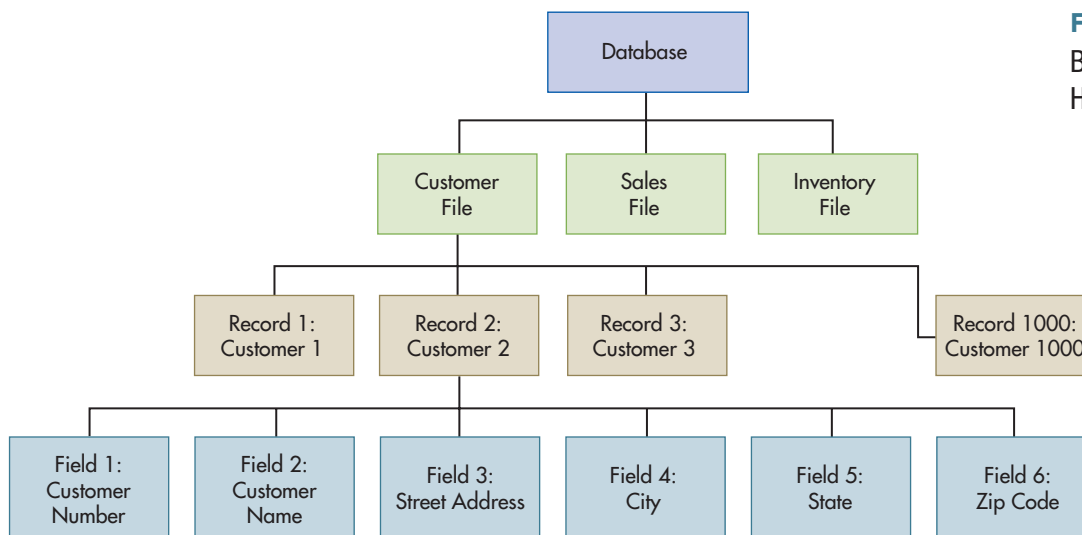 Database
F
B
H
Customer
File
Sales
File
Inventory
File
Record 1:
Customer 1
Record 2:
Customer 2
Record 3:
Customer 3
Record 1000:
Customer 1000
Field 1:
Customer
Number
Field 2:
Customer
Name
Field 3:
Street Address
Field 4:
City
Field 5:
State
Field 6:
Zip Code